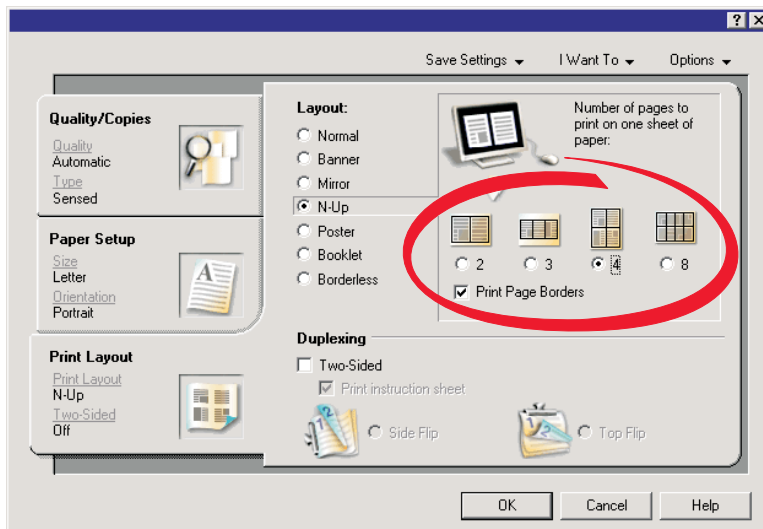 Save Settings
I Want To
Options
Quality/Copies
Quality
Automatic
Type
Sensed
Paper Setup
Size
Letter
Orientation
Portrait
Print Layout
Print Layout
N-Up
Two-Sided
Off
Layout:
Normal
Banner
Mirror
N-Up
Poster
Booklet
Borderless
Number of pages to
print on one sheet of
paper:
2
3
4
8
Print Page Borders
Duplexing
Two-Sided
Print instruction sheet
Side Flip
Top Flip
OK
Cancel
Help